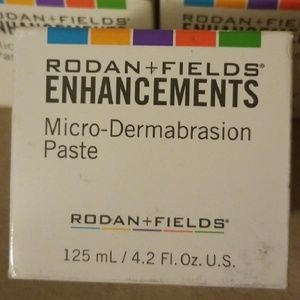 RODAN+FIELDS®
ENHANCEMENTS
Micro-Dermabrasion
Paste
RODAN+FIELDS®
125 mL / 4.2 Fl. Oz. U.S.